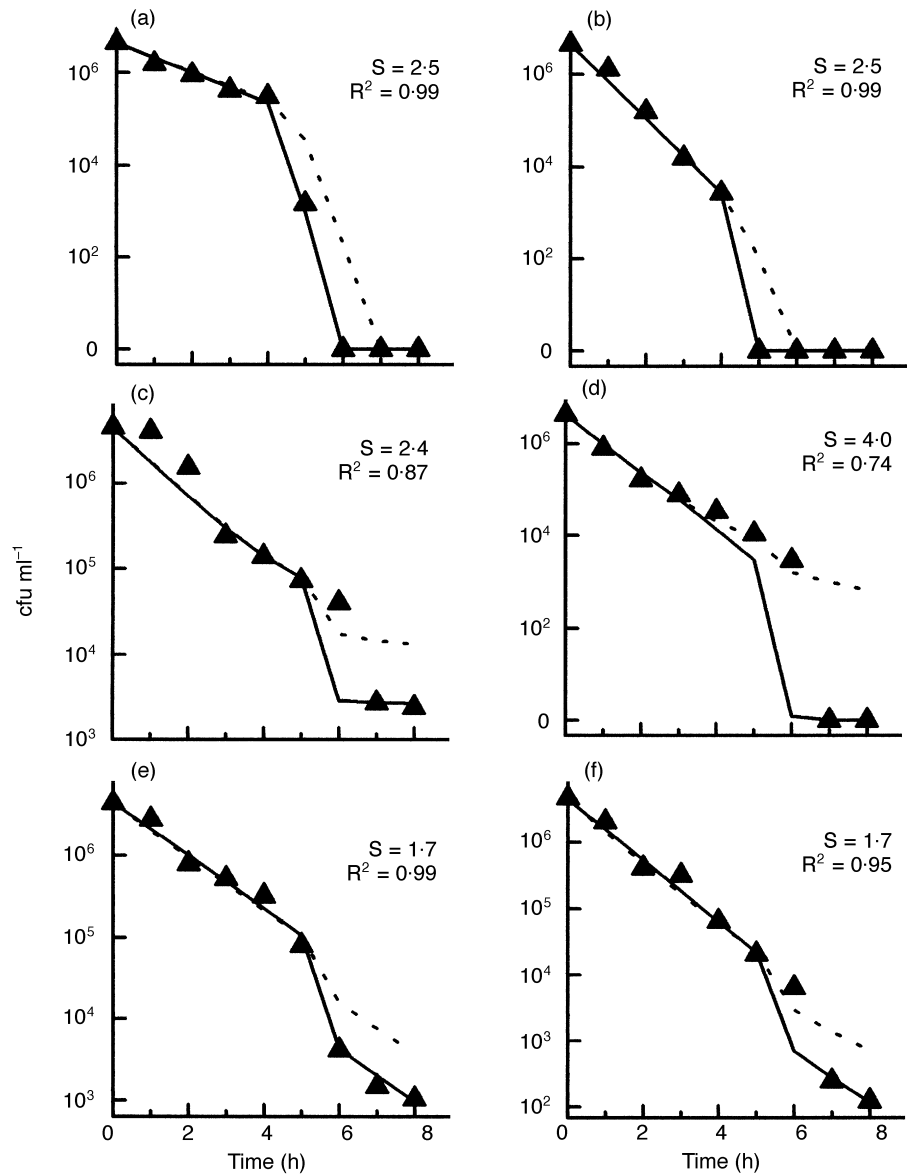 (a)
S = 2·5
R² = 0·99
10⁶
10⁴
10²
0
(b)
S = 2·5
R² = 0·99
10⁶
10⁴
10²
0
(c)
S = 2·4
R² = 0·87
10⁶
10⁵
10⁴
10³
cfu ml⁻¹
(d)
S = 4·0
R² = 0·74
10⁶
10⁴
10²
0
(e)
S = 1·7
R² = 0·99
10⁶
10⁵
10⁴
10³
0 2 4 6 8
Time (h)
(f)
S = 1·7
R² = 0·95
10⁶
10⁵
10⁴
10³
10²
0 2 4 6 8
Time (h)